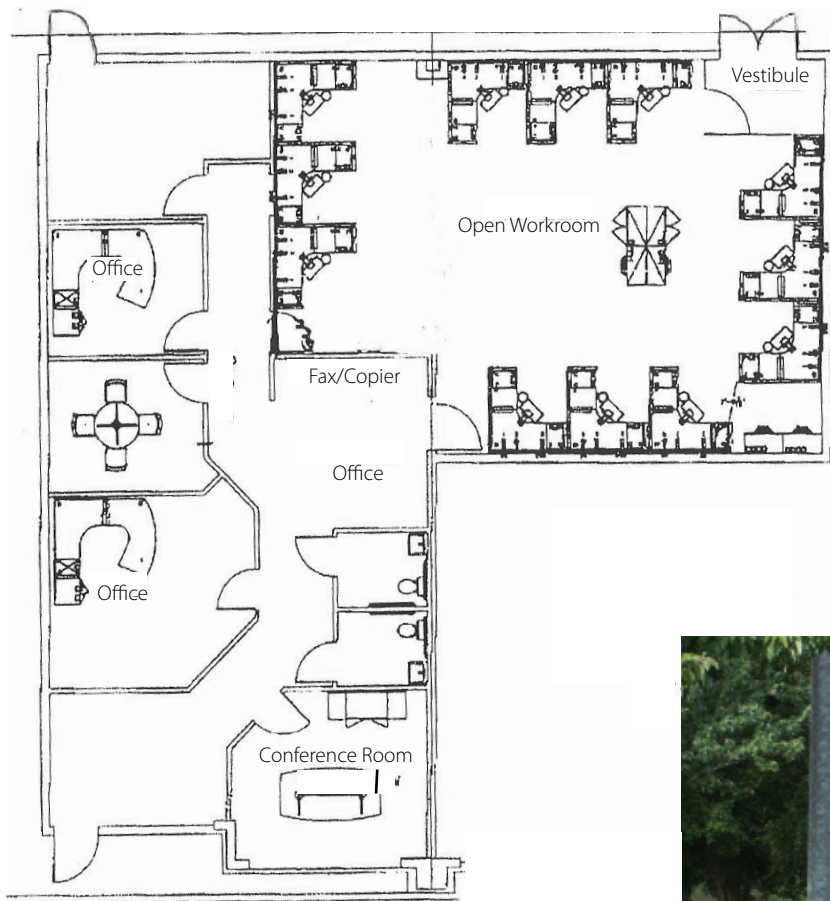 Vestibule
Open Workroom
Office
Fax/Copier
Office
Office
Conference Room